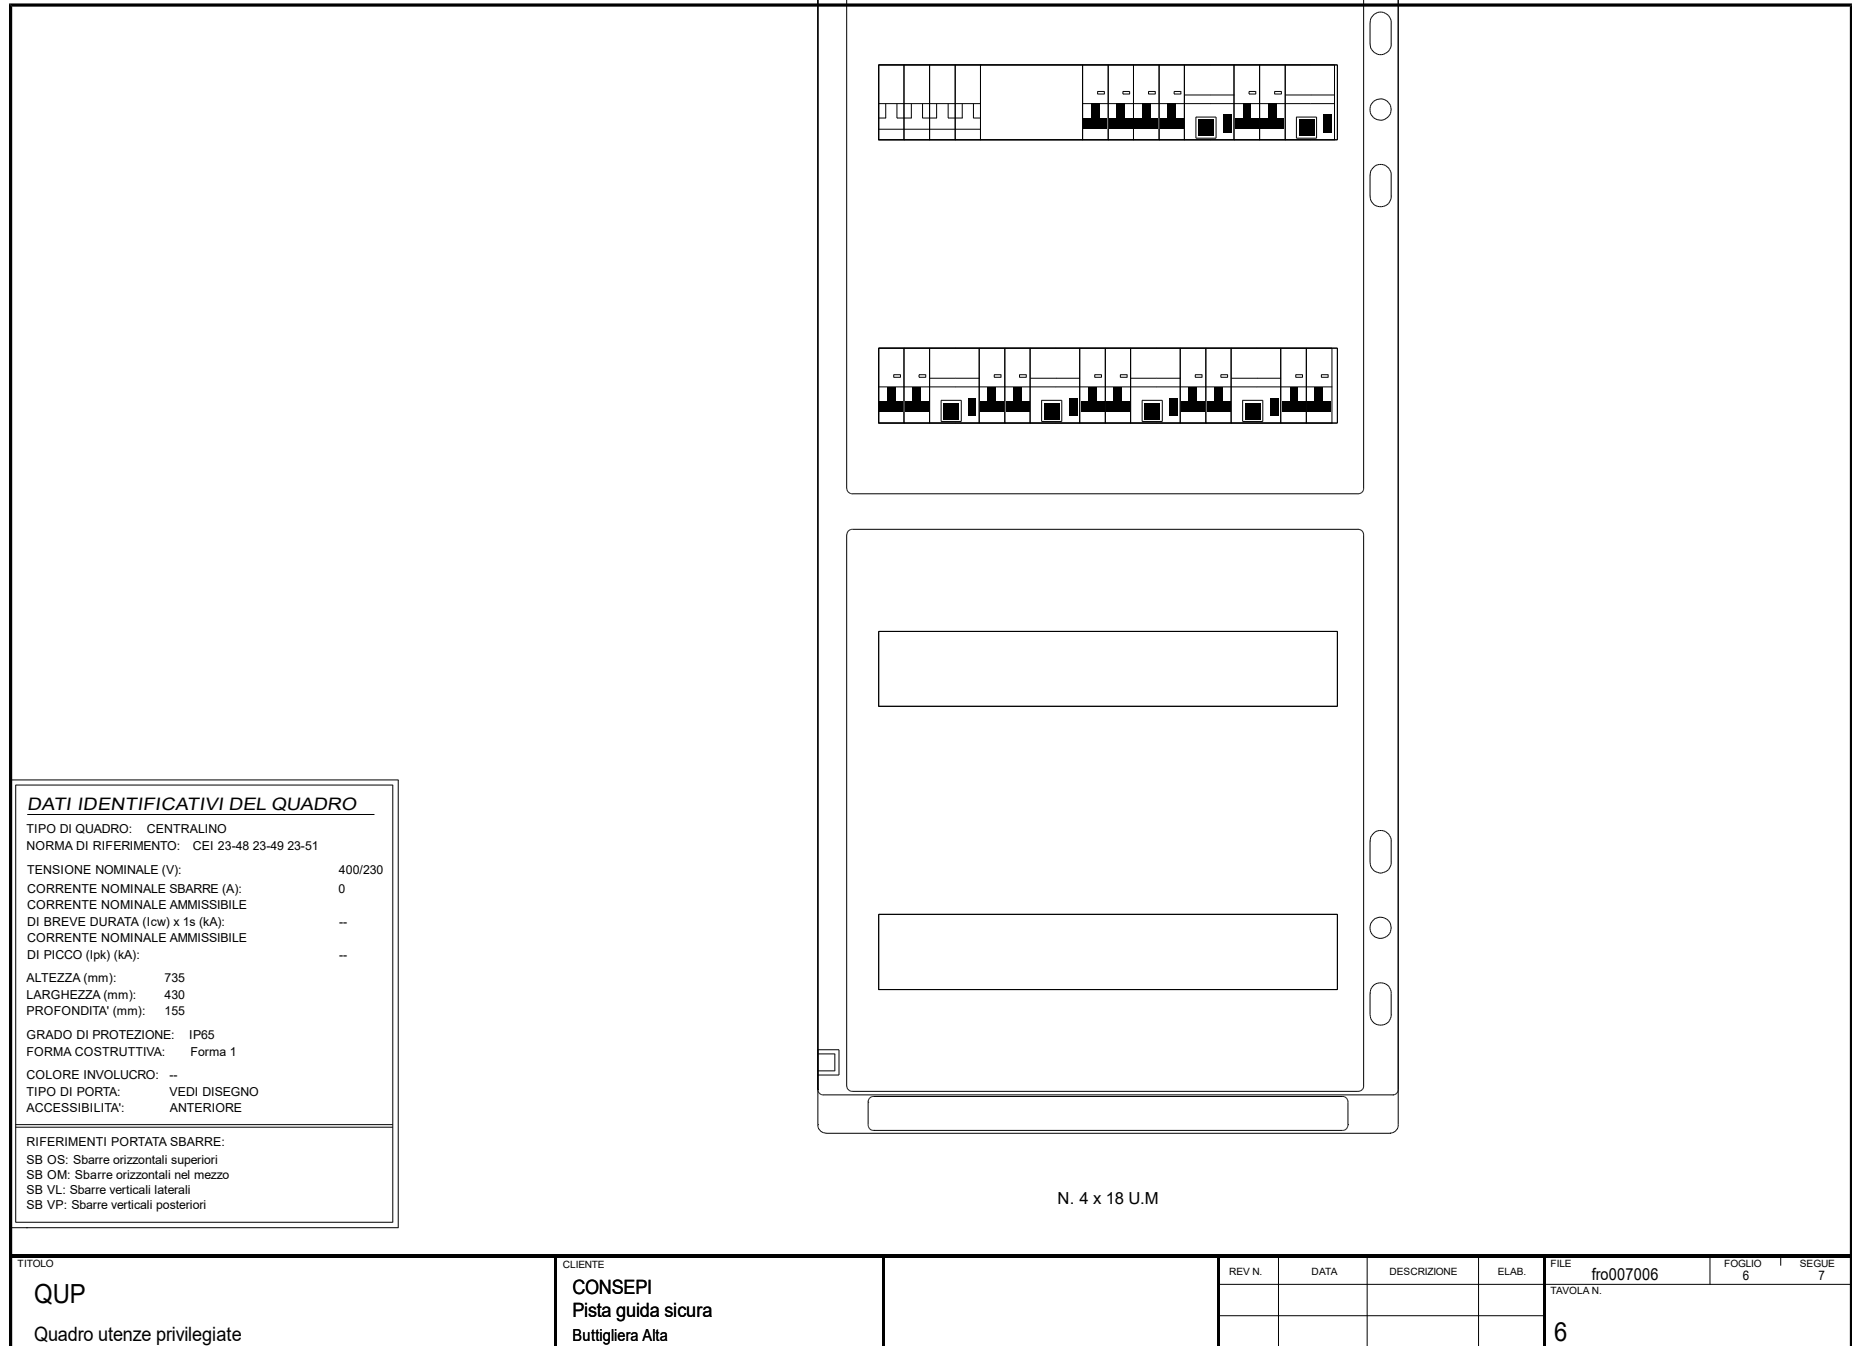 DATI IDENTIFICATIVI DEL QUADRO
TIPO DI QUADRO: CENTRALINO
NORMA DI RIFERIMENTO: CEI 23-48 23-49 23-51
TENSIONE NOMINALE (V): 400/230
CORRENTE NOMINALE SBARRE (A): 0
CORRENTE NOMINALE AMMISSIBILE
DI BREVE DURATA (Icw) x 1s (kA): --
CORRENTE NOMINALE AMMISSIBILE
DI PICCO (Ipk) (kA): --
ALTEZZA (mm): 735
LARGHEZZA (mm): 430
PROFONDITA' (mm): 155
GRADO DI PROTEZIONE: IP65
FORMA COSTRUTTIVA: Forma 1
COLORE INVOLUCRO: --
TIPO DI PORTA: VEDI DISEGNO
ACCESSIBILITA': ANTERIORE
RIFERIMENTI PORTATA SBARRE:
SB OS: Sbarre orizzontali superiori
SB OM: Sbarre orizzontali nel mezzo
SB VL: Sbarre verticali laterali
SB VP: Sbarre verticali posteriori
N. 4 x 18 U.M
TITOLO
QUP
Quadro utenze privilegiate
CLIENTE
CONSEPI
Pista guida sicura
Buttigliera Alta
REV N. DATA DESCRIZIONE ELAB.
FILE fro007006
FOGLIO 6
SEGUE 7
TAVOLA N.
6